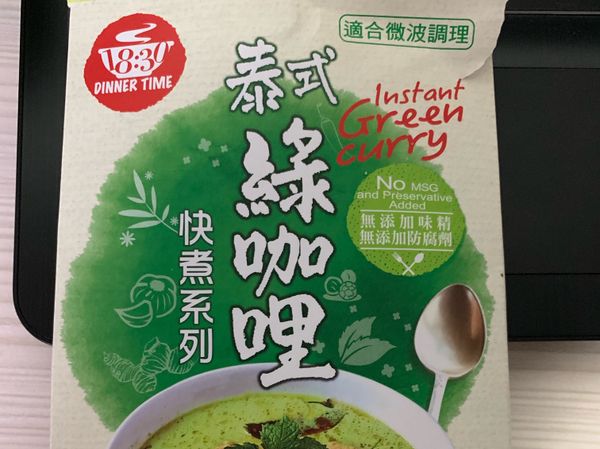 18:30
DINNER TIME
適合微波調理
泰式
綠咖哩
快煮系列
Instant
Green
curry
No MSG
and Preservative
Added
無添加味精
無添加防腐劑